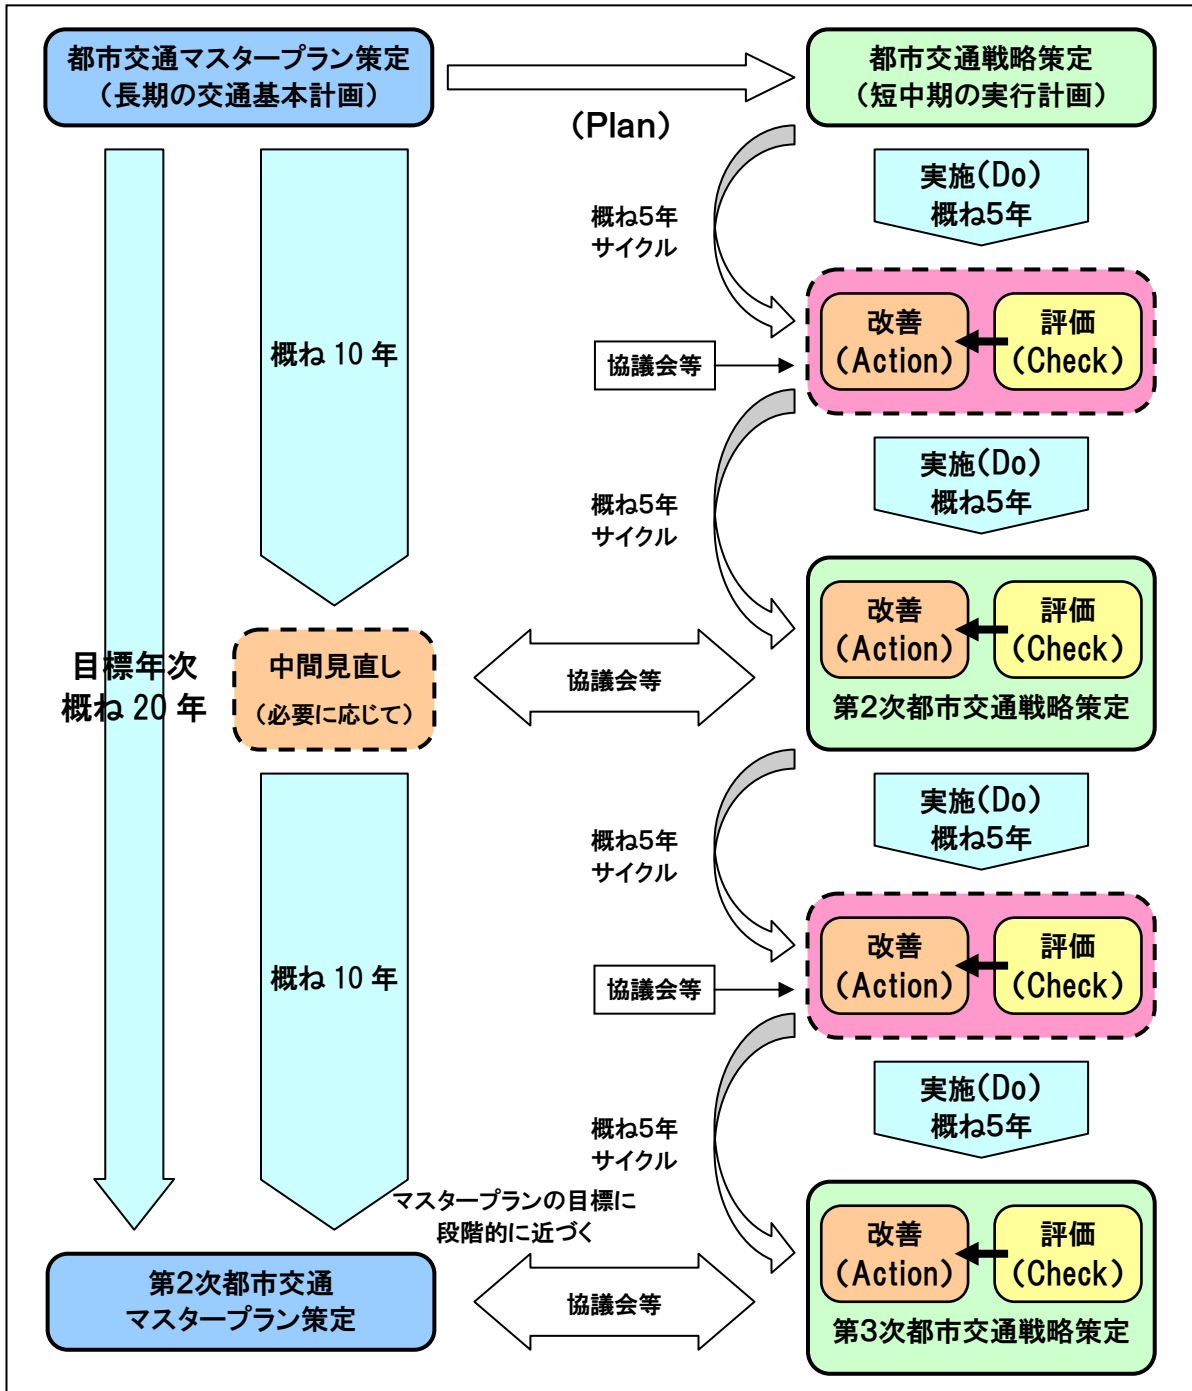 都市交通マスタープラン策定
（長期の交通基本計画）
都市交通戦略策定
（短中期の実行計画）
（Plan）
実施（Do）
概ね5年
概ね5年
サイクル
改善
（Action）
評価
（Check）
協議会等
概ね 10 年
実施（Do）
概ね5年
概ね5年
サイクル
改善
（Action）
評価
（Check）
第2次都市交通戦略策定
目標年次
概ね 20 年
中間見直し
（必要に応じて）
協議会等
実施（Do）
概ね5年
概ね5年
サイクル
改善
（Action）
評価
（Check）
協議会等
概ね 10 年
実施（Do）
概ね5年
概ね5年
サイクル
マスタープランの目標に
段階的に近づく
改善
（Action）
評価
（Check）
第3次都市交通戦略策定
第2次都市交通
マスタープラン策定
協議会等